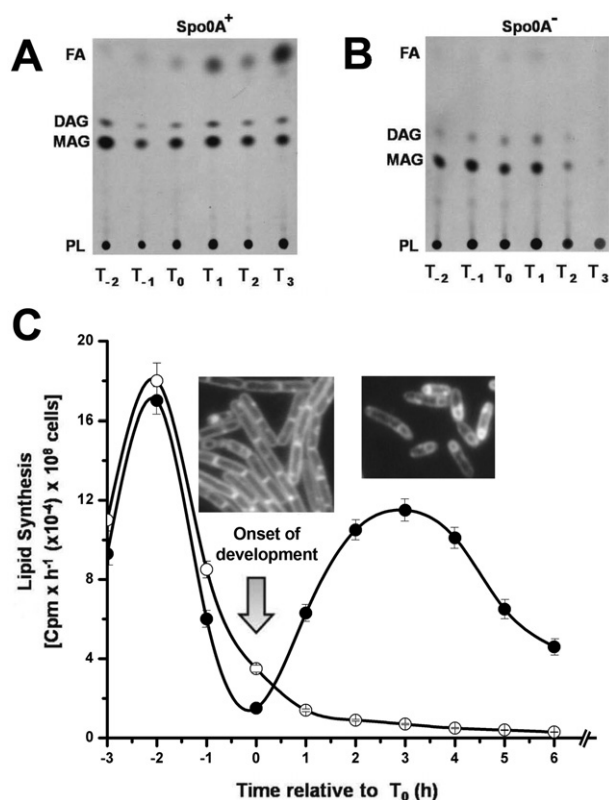 Spo0A+
A
FA
DAG
MAG
PL
T-2 T-1 T0 T1 T2 T3
Spo0A-
B
FA
DAG
MAG
PL
T-2 T-1 T0 T1 T2 T3
C
Lipid Synthesis
[Cpm x h-1 (x10-4) x 108 cells]
20
16
12
8
4
0
Onset of
development
-3 -2 -1 0 1 2 3 4 5 6
Time relative to T0 (h)